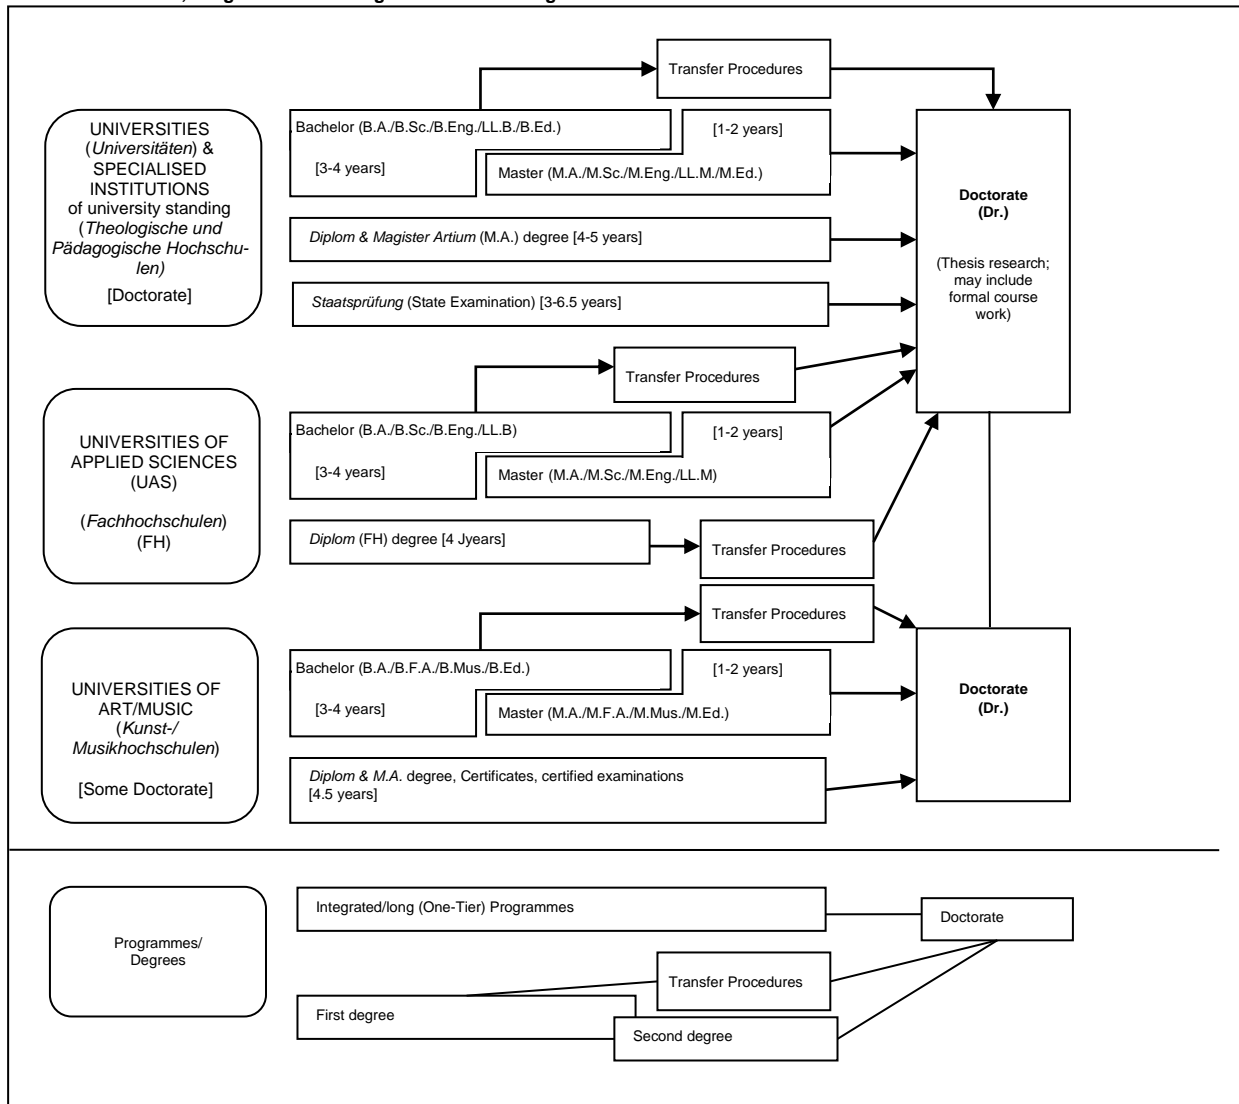 Transfer Procedures
UNIVERSITIES
(Universitäten) &
SPECIALISED
INSTITUTIONS
of university standing
(Theologische und
Pädagogische Hochschu-
len)
[Doctorate]
Bachelor (B.A./B.Sc./B.Eng./LL.B./B.Ed.)
[1-2 years]
[3-4 years]
Master (M.A./M.Sc./M.Eng./LL.M./M.Ed.)
Diplom & Magister Artium (M.A.) degree [4-5 years]
Staatsprüfung (State Examination) [3-6.5 years]
Doctorate
(Dr.)
(Thesis research;
may include
formal course
work)
Transfer Procedures
UNIVERSITIES OF
APPLIED SCIENCES
(UAS)
(Fachhochschulen)
(FH)
Bachelor (B.A./B.Sc./B.Eng./LL.B)
[1-2 years]
[3-4 years]
Master (M.A./M.Sc./M.Eng./LL.M)
Diplom (FH) degree [4 Jyears]
Transfer Procedures
Transfer Procedures
UNIVERSITIES OF
ART/MUSIC
(Kunst-/
Musikhochschulen)
[Some Doctorate]
Bachelor (B.A./B.F.A./B.Mus./B.Ed.)
[1-2 years]
[3-4 years]
Master (M.A./M.F.A./M.Mus./M.Ed.)
Diplom & M.A. degree, Certificates, certified examinations
[4.5 years]
Doctorate
(Dr.)
Programmes/
Degrees
Integrated/long (One-Tier) Programmes
Doctorate
Transfer Procedures
First degree
Second degree